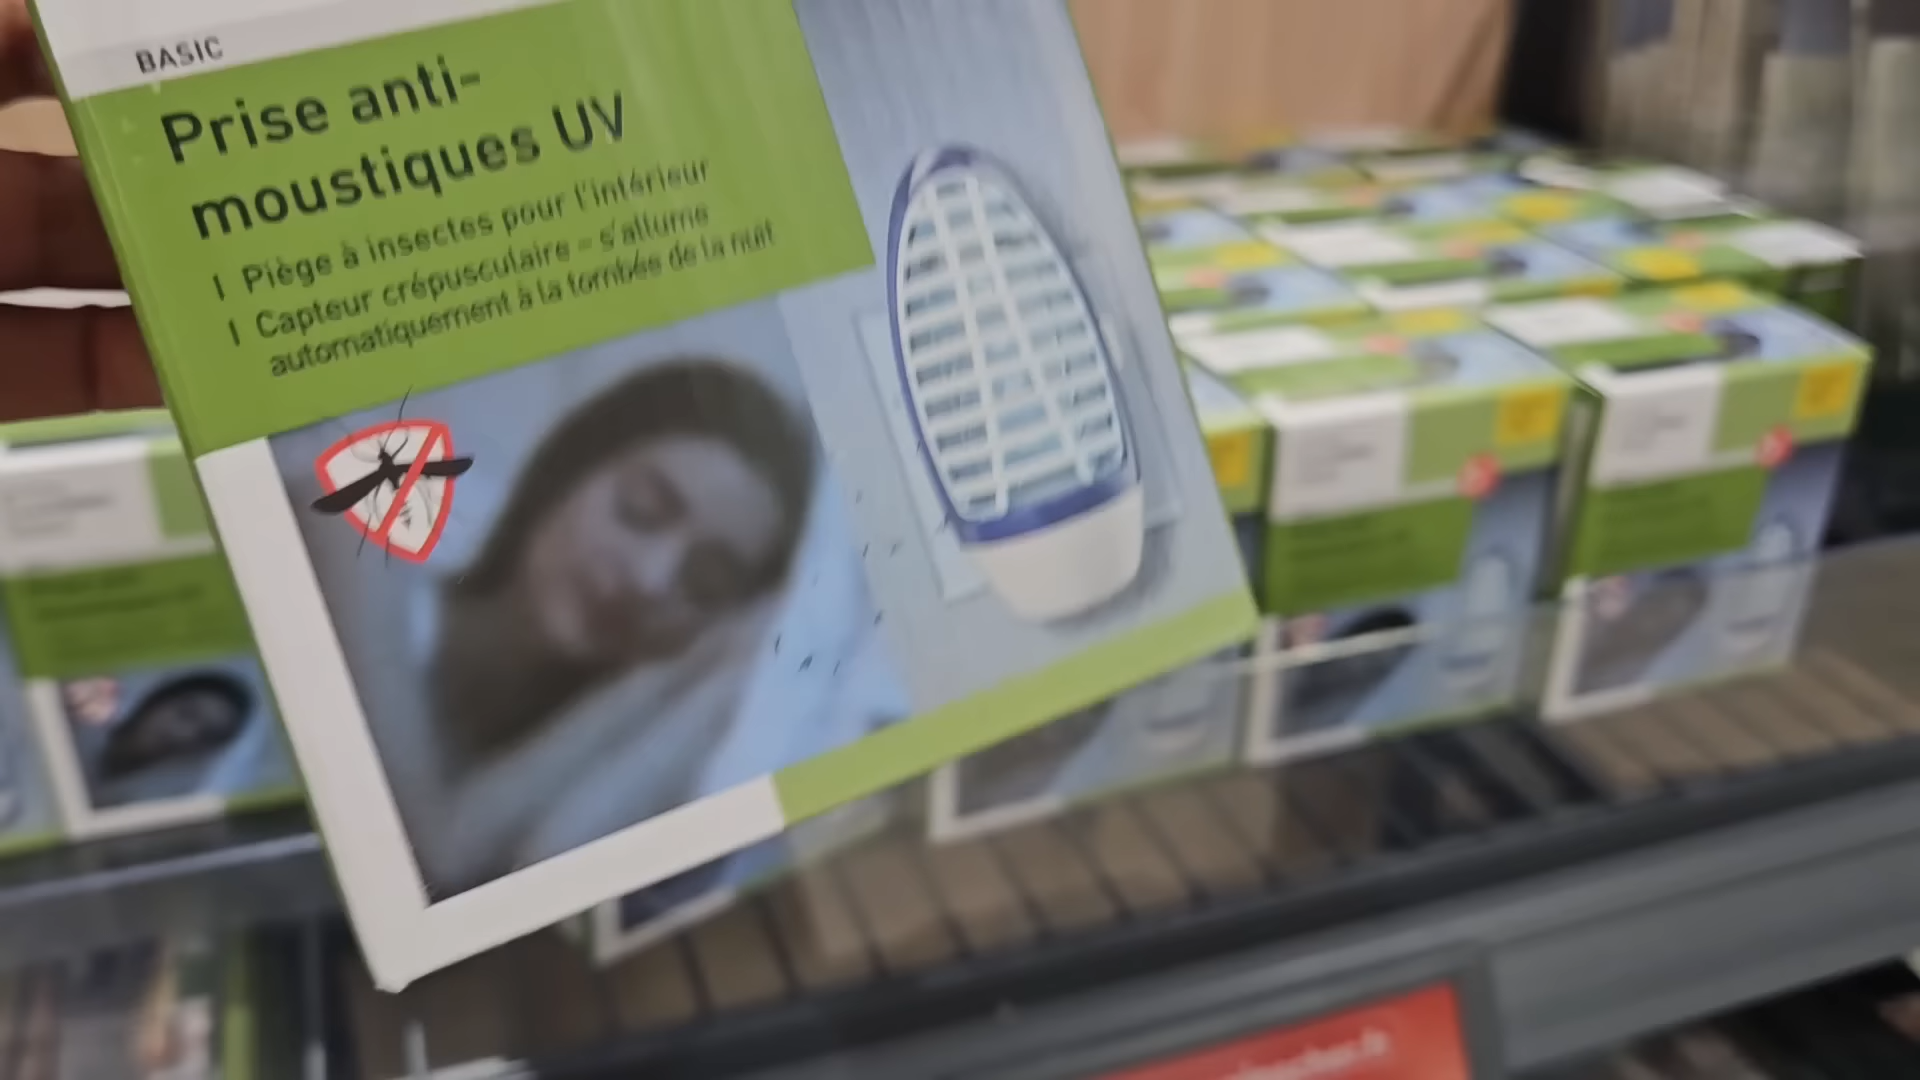 BASIC
Prise anti-
moustiques UV
| Piège à insectes pour l'intérieur
| Capteur crépusculaire - s'allume
automatiquement à la tombée de la nuit